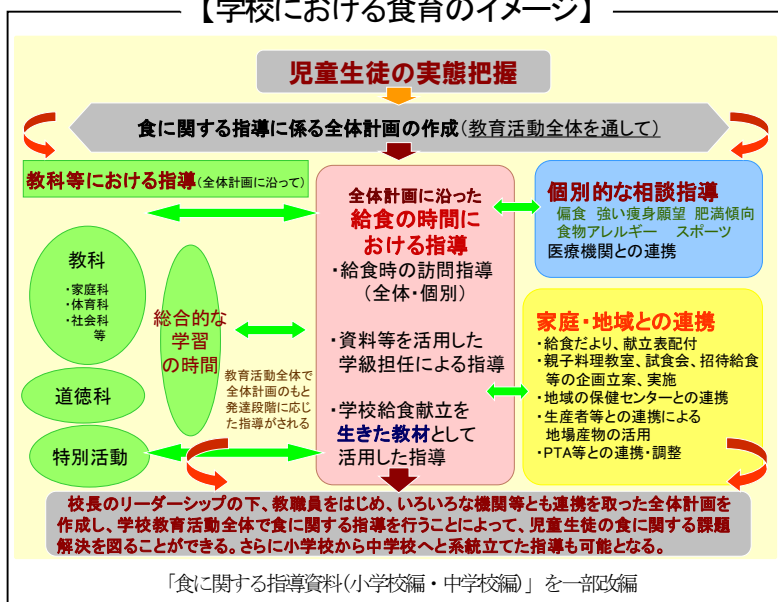 【学校における食育のイメージ】
児童生徒の実態把握
食に関する指導に係る全体計画の作成(教育活動全体を通して)
教科等における指導(全体計画に沿って)
教科
・家庭科
・体育科
・社会科
等
道徳科
特別活動
総合的な
学習
の時間
教育活動全体で
全体計画のもと
発達段階に応じ
た指導がされる
全体計画に沿った
給食の時間に
おける指導
・給食時の訪問指導
(全体・個別)
・資料等を活用した
学級担任による指導
・学校給食献立を
生きた教材として
活用した指導
個別的な相談指導
偏食 強い痩身願望 肥満傾向
食物アレルギー スポーツ
医療機関との連携
家庭・地域との連携
・給食だより、献立表配付
・親子料理教室、試食会、招待給食
等の企画立案、実施
・地域の保健センターとの連携
・生産者等との連携による
地場産物の活用
・PTA等との連携・調整
校長のリーダーシップの下、教職員をはじめ、いろいろな機関等とも連携を取った全体計画を
作成し、学校教育活動全体で食に関する指導を行うことによって、児童生徒の食に関する課題
解決を図ることができる。さらに小学校から中学校へと系統立てた指導も可能となる。
「食に関する指導資料(小学校編・中学校編)」を一部改編